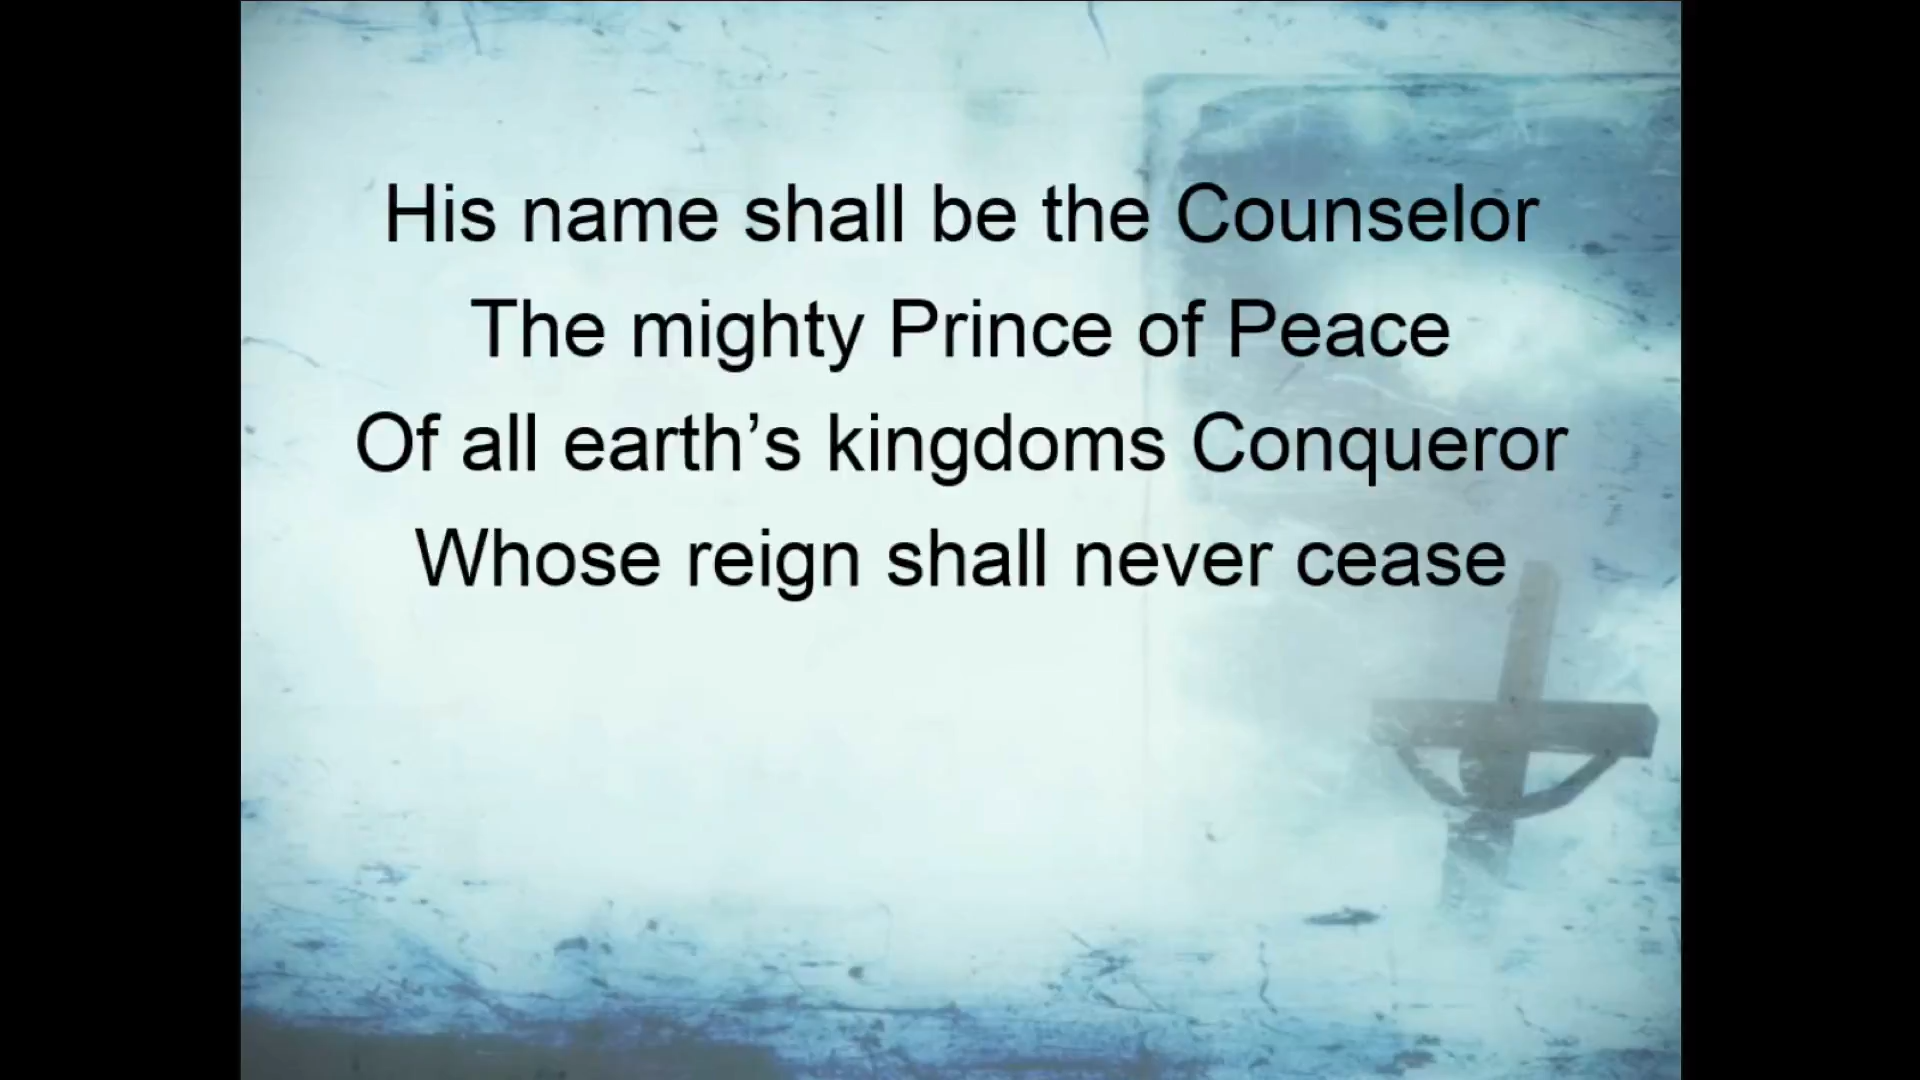 His name shall be the Counselor
The mighty Prince of Peace
Of all earth’s kingdoms Conqueror
Whose reign shall never cease